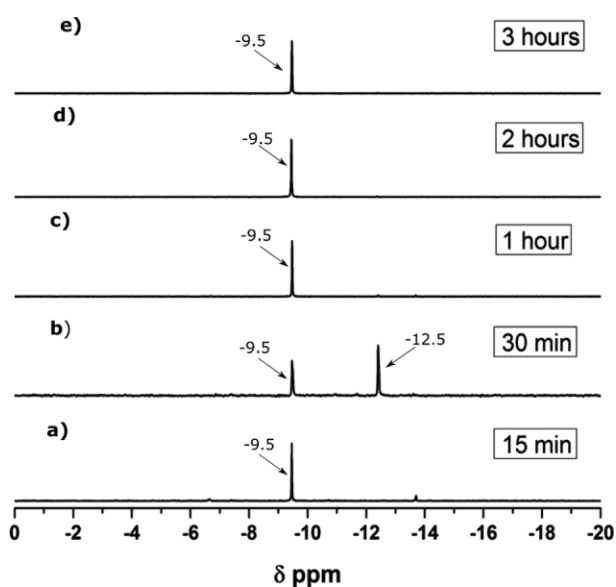 e)
-9.5
3 hours
d)
-9.5
2 hours
c)
-9.5
1 hour
b)
-9.5
-12.5
30 min
a)
-9.5
15 min
0 -2 -4 -6 -8 -10 -12 -14 -16 -18 -20
δ ppm